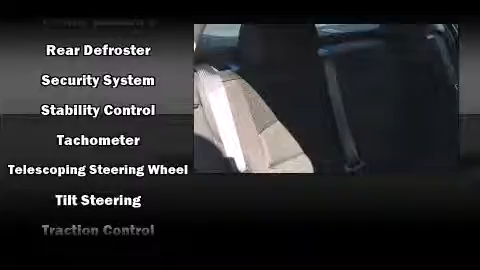 Rear Defroster
Security System
Stability Control
Tachometer
Telescoping Steering Wheel
Tilt Steering
Traction Control